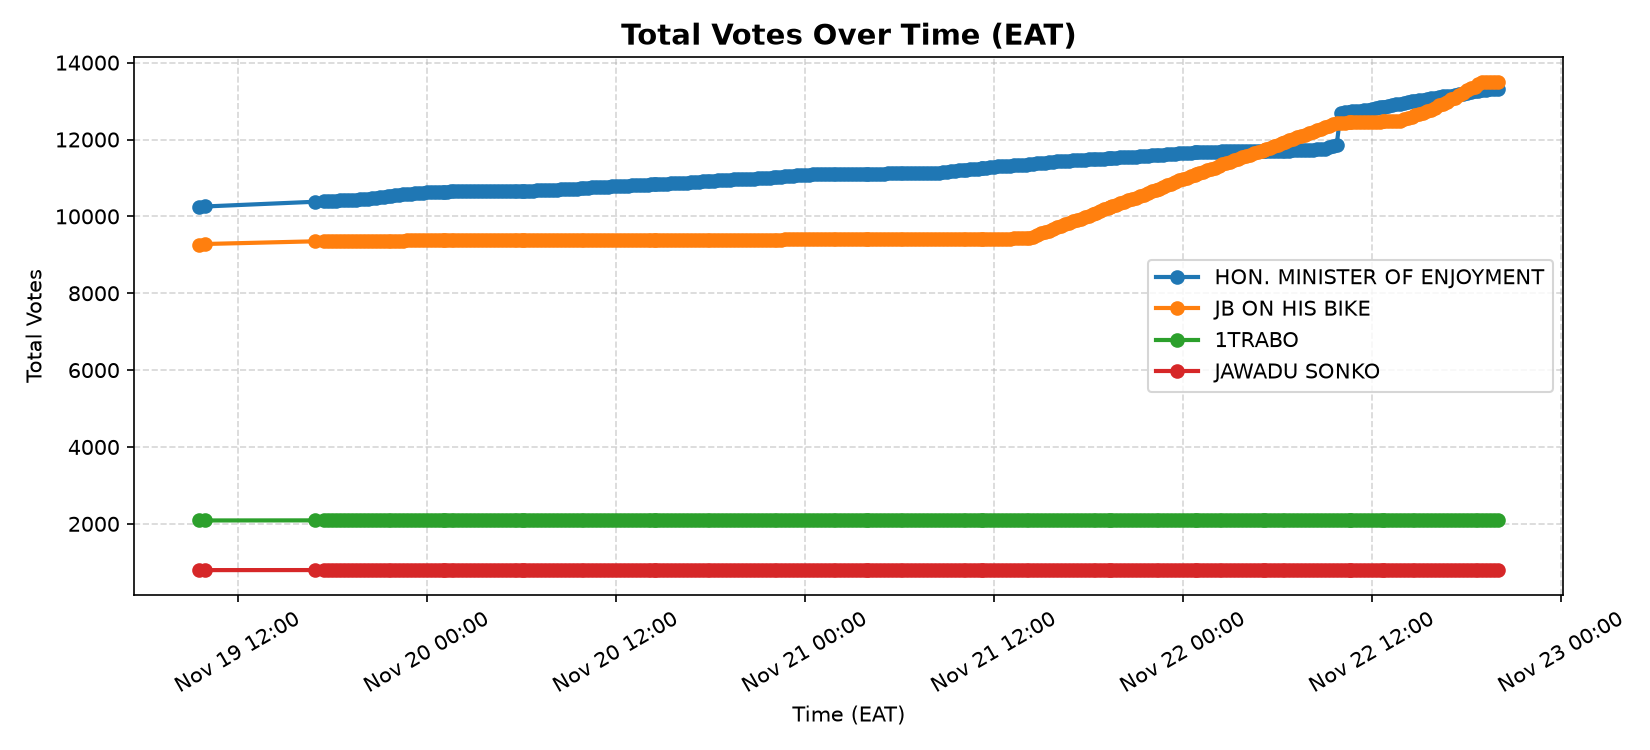 Total Votes Over Time (EAT)
14000
12000
10000
8000
6000
4000
2000
Total Votes
HON. MINISTER OF ENJOYMENT
JB ON HIS BIKE
1TRABO
JAWADU SONKO
Nov 19 12:00
Nov 20 00:00
Nov 20 12:00
Nov 21 00:00
Nov 21 12:00
Nov 22 00:00
Nov 22 12:00
Nov 23 00:00
Time (EAT)